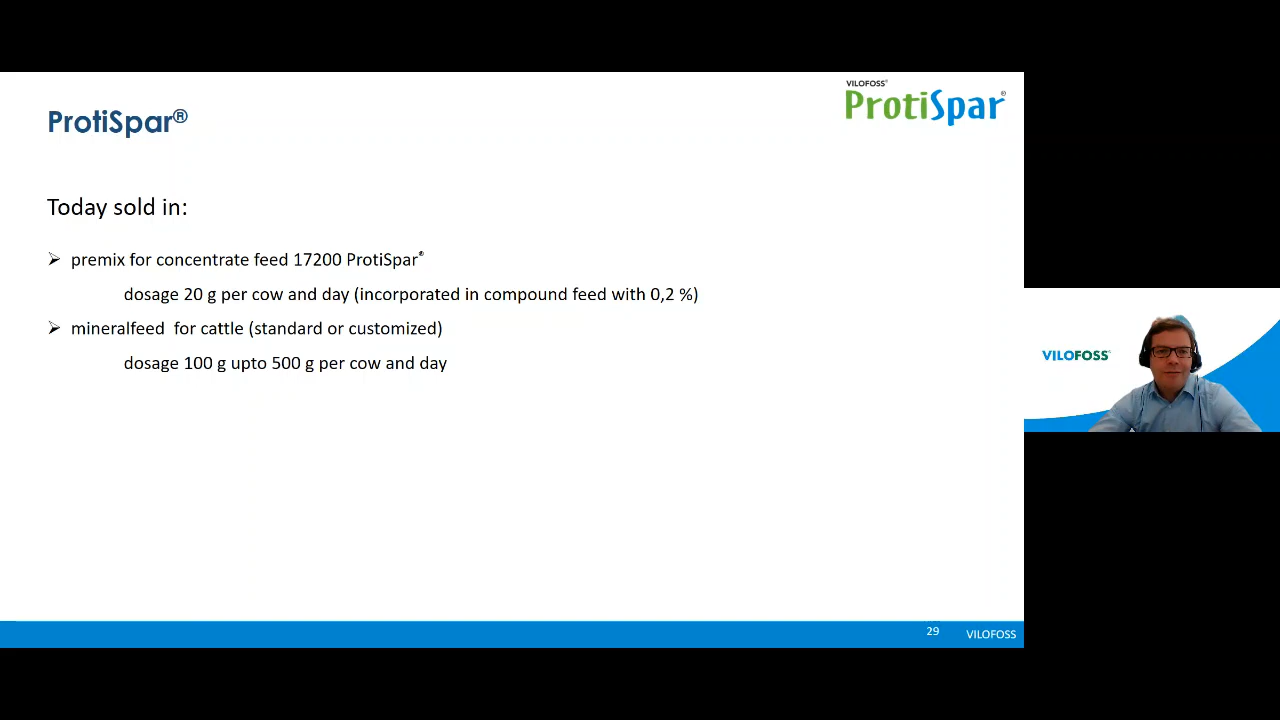 ProtiSpar®
VILOFOSS®
ProtiSpar®
Today sold in:
➢ premix for concentrate feed 17200 ProtiSpar®
dosage 20 g per cow and day (incorporated in compound feed with 0,2 %)
➢ mineralfeed for cattle (standard or customized)
dosage 100 g upto 500 g per cow and day
VILOFOSS®
29 VILOFOSS